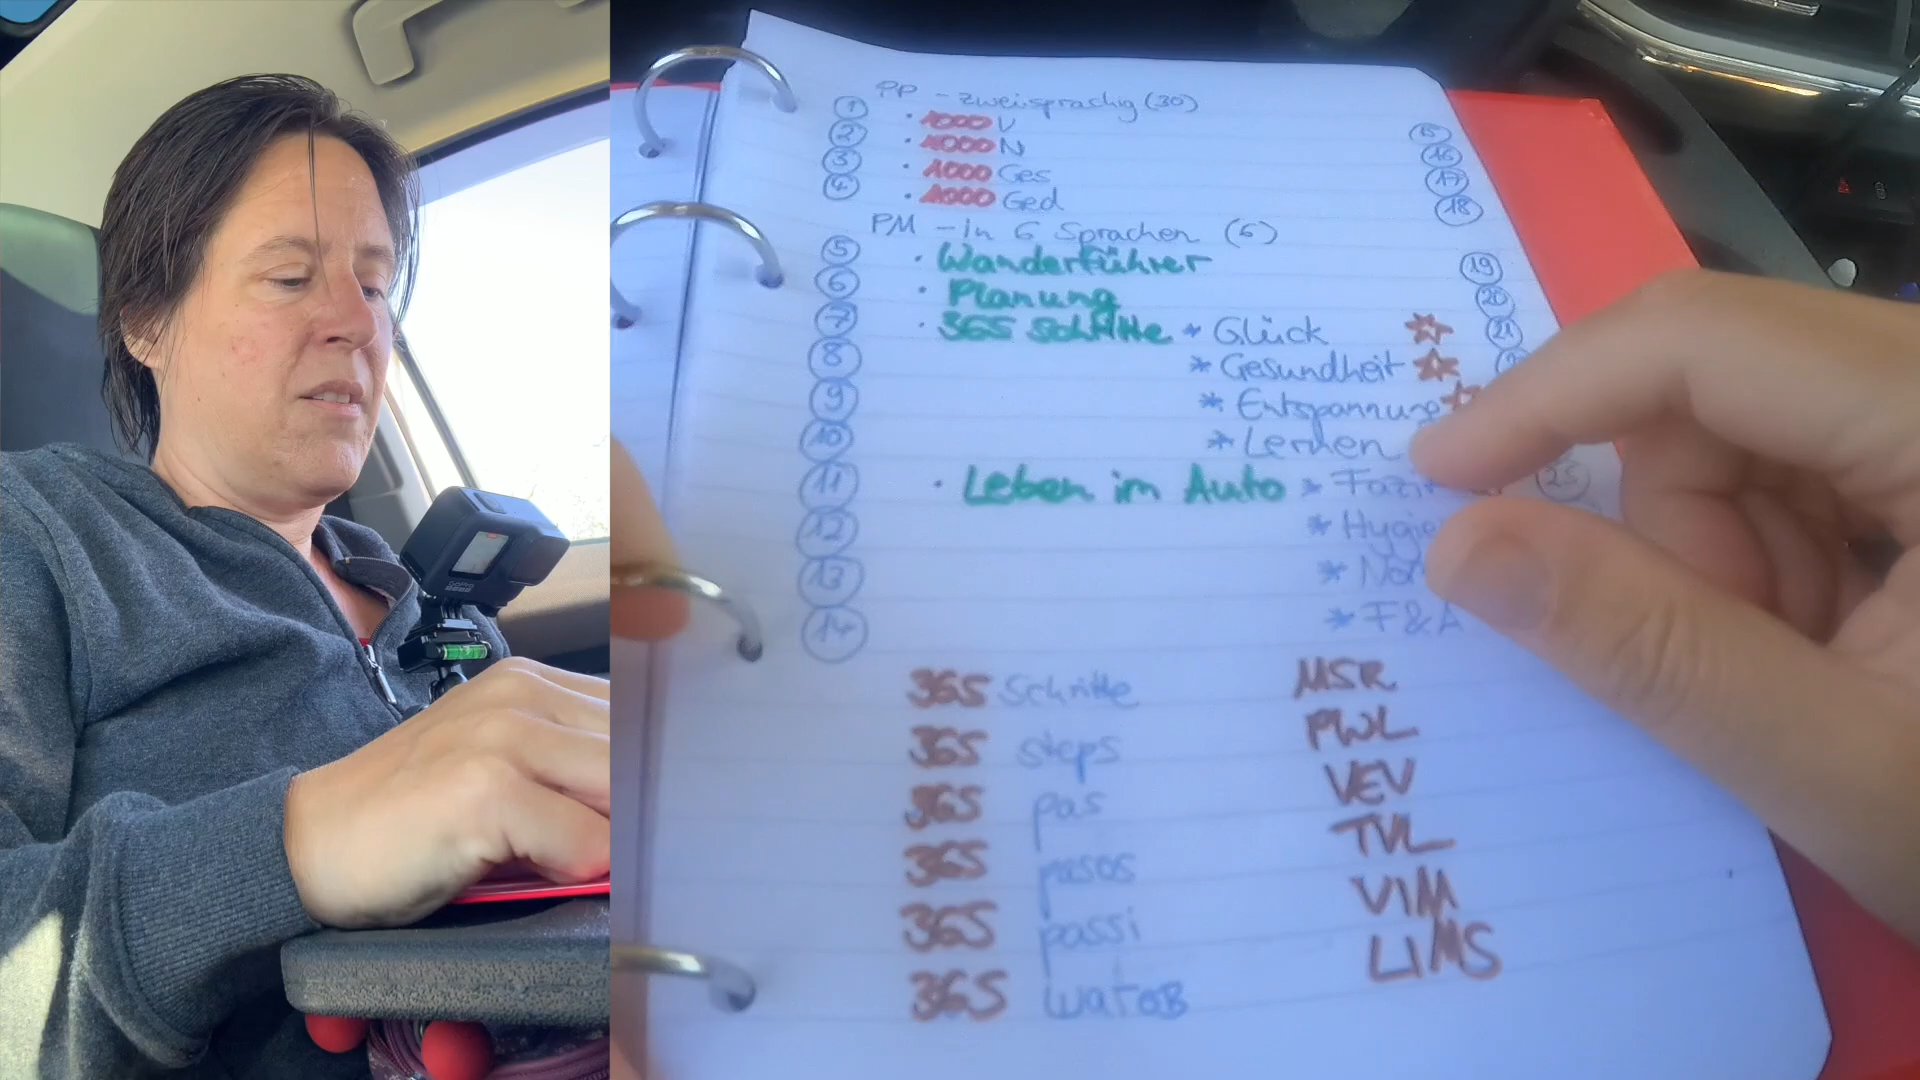 PP - zweisprachig (30)
① • 1000 V 15
② • 1000 N 16
③ • 1000 Ges 17
④ • 1000 Ged 18
PM - in 6 Sprachen (6)
⑤ • Wanderführer 19
⑥ • Planung 20
⑦ • 365 Schritte * Glück 21
⑧ * Gesundheit
⑨ * Entspannung
⑩ * Lernen
⑪ • Leben im Auto * Fazit 25
⑫
⑬
⑭ * F&A
365 Schritte MSR
365 steps PWL
365 pas VEV
365 pasos TVL
365 passi VIM
365 шагов LIMS